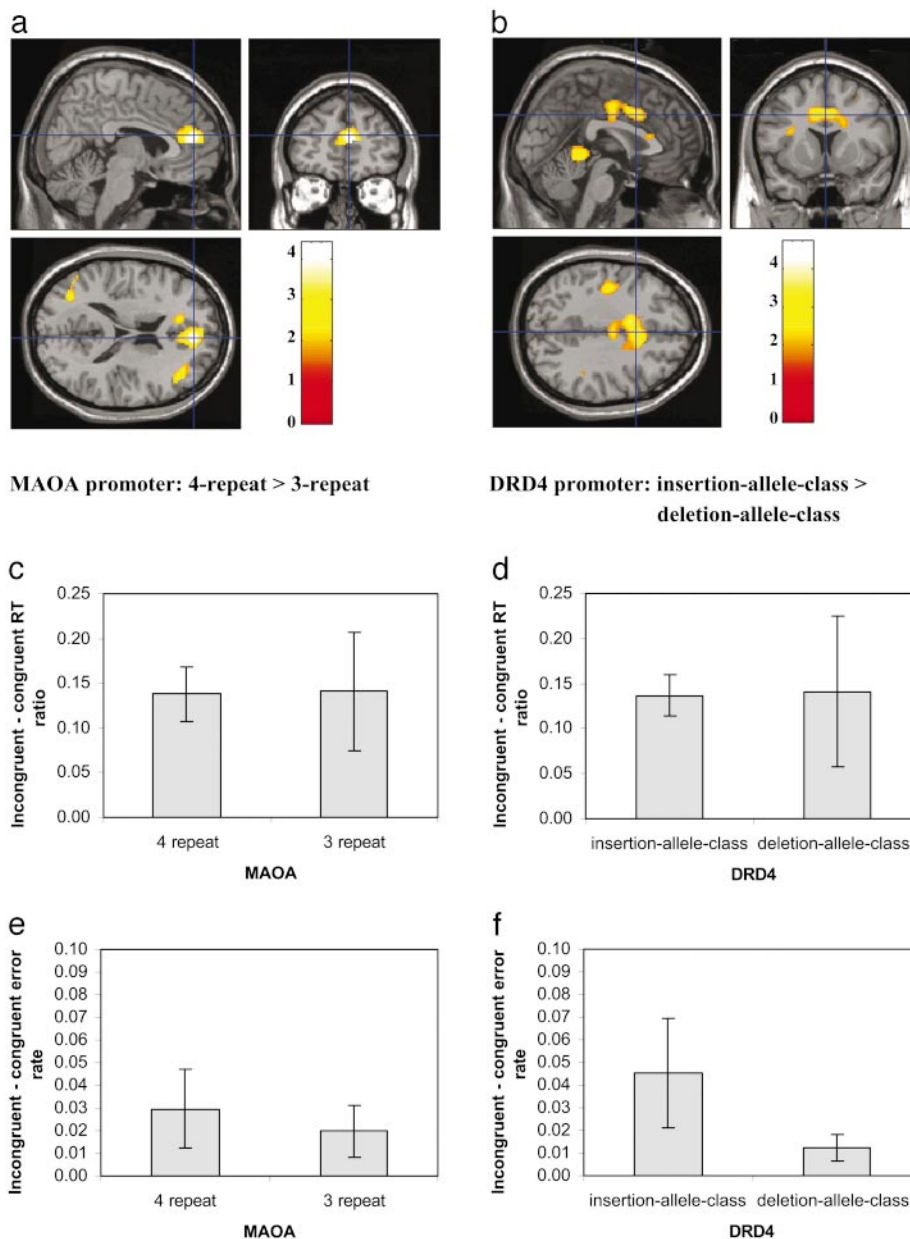 a
b
4
3
2
1
0
4
3
2
1
0
MAOA promoter: 4-repeat > 3-repeat
DRD4 promoter: insertion-allele-class >
deletion-allele-class
c
Incongruent - congruent RT
ratio
0.25
0.20
0.15
0.10
0.05
0.00
4 repeat
3 repeat
MAOA
d
Incongruent - congruent RT
ratio
0.25
0.20
0.15
0.10
0.05
0.00
insertion-allele-class
deletion-allele-class
DRD4
e
Incongruent - congruent error
rate
0.10
0.09
0.08
0.07
0.06
0.05
0.04
0.03
0.02
0.01
0.00
4 repeat
3 repeat
MAOA
f
Incongruent - congruent error
rate
0.10
0.09
0.08
0.07
0.06
0.05
0.04
0.03
0.02
0.01
0.00
insertion-allele-class
deletion-allele-class
DRD4